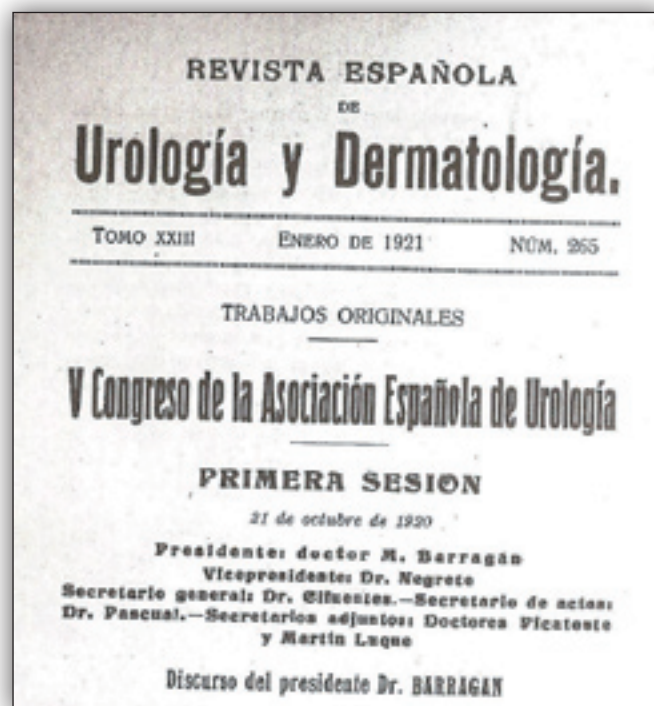 REVISTA ESPAÑOLA
DE
Urología y Dermatología.
TOMO XXIII ENERO DE 1921 NÚM. 265
TRABAJOS ORIGINALES
V Congreso de la Asociación Española de Urología
PRIMERA SESION
21 de octubre de 1920
Presidente: doctor M. Barragán
Vicepresidente: Dr. Negrete
Secretario general: Dr. Cifuentes.—Secretario de actas:
Dr. Pascual.—Secretarios adjuntos: Doctores Picatoste
y Martín Luque
Discurso del presidente Dr. BARRAGAN